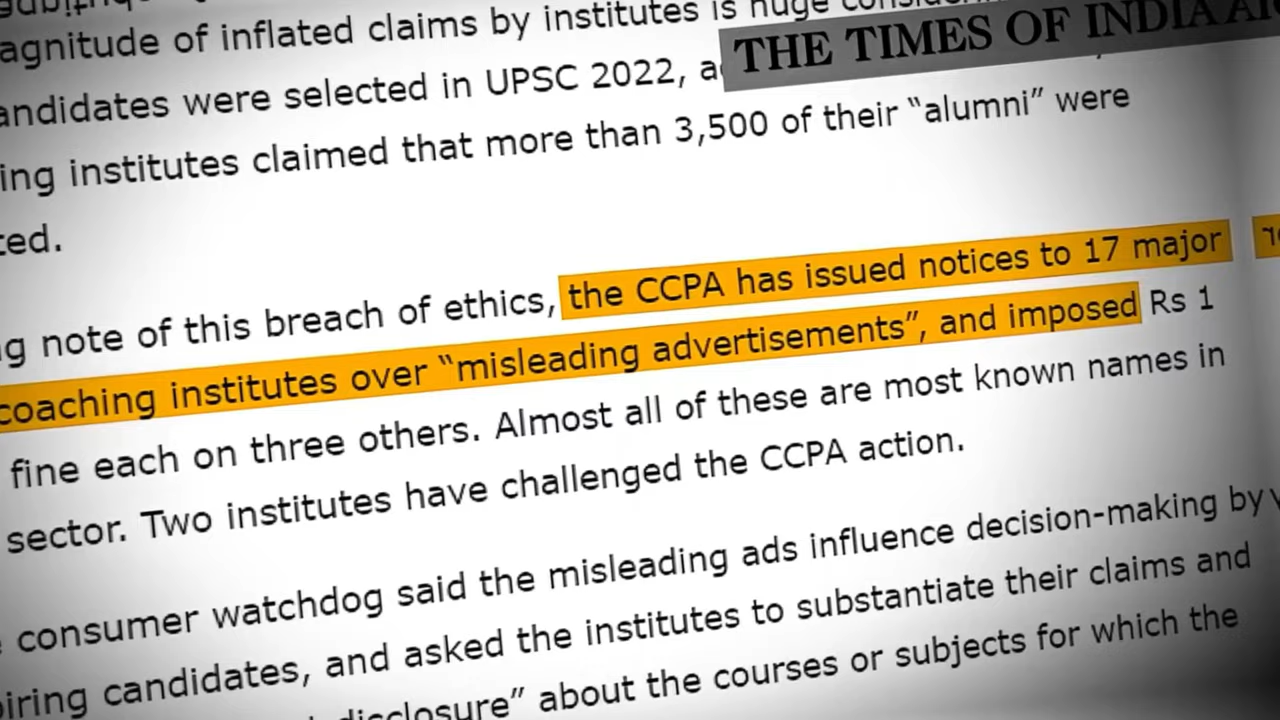 agnitude of inflated claims by institutes is huge
THE TIMES OF INDIA
andidates were selected in UPSC 2022, a
ing institutes claimed that more than 3,500 of their “alumni” were
ted.
ng note of this breach of ethics, the CCPA has issued notices to 17 major
coaching institutes over “misleading advertisements”, and imposed Rs 1
fine each on three others. Almost all of these are most known names in
sector. Two institutes have challenged the CCPA action.
consumer watchdog said the misleading ads influence decision-making by
piring candidates, and asked the institutes to substantiate their claims and
disclosure” about the courses or subjects for which the